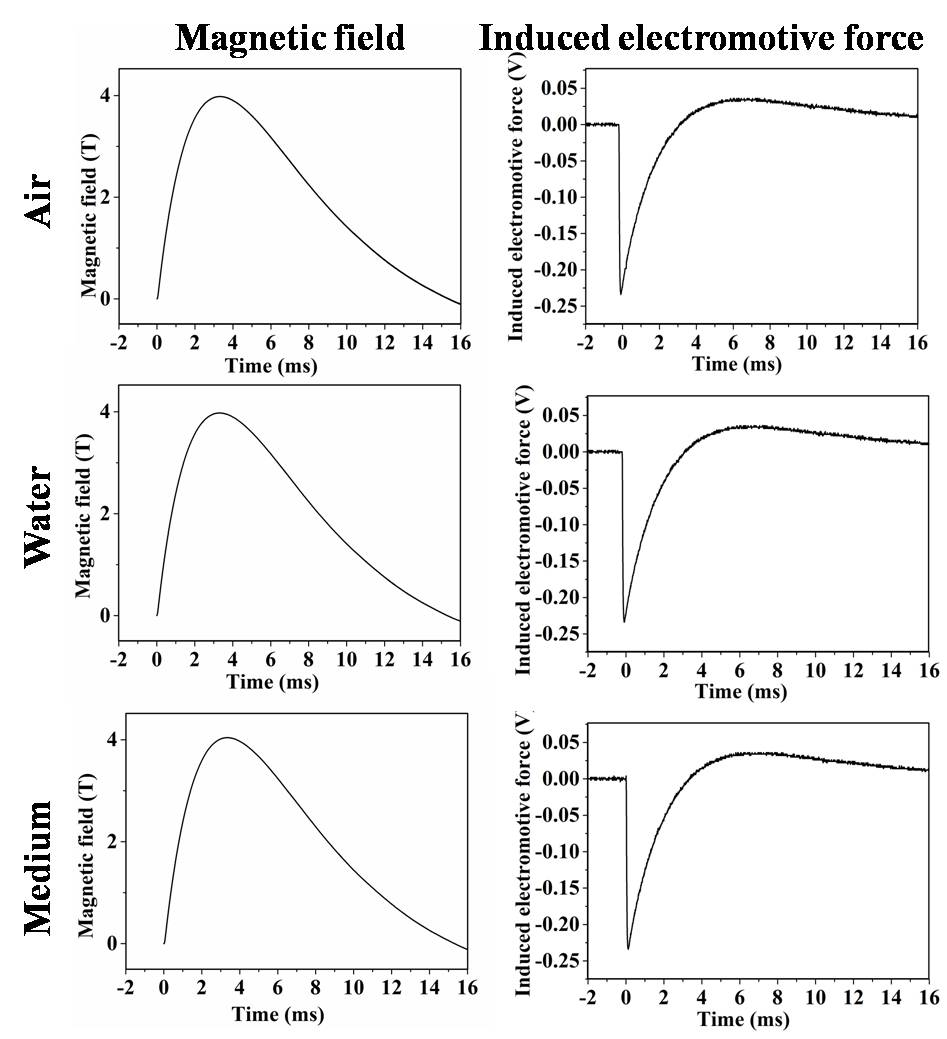 Magnetic field Induced electromotive force
Air
Magnetic field (T)
4
2
0
-2 0 2 4 6 8 10 12 14 16
Time (ms)
Induced electromotive force (V)
0.05
0.00
-0.05
-0.10
-0.15
-0.20
-0.25
-2 0 2 4 6 8 10 12 14 16
Time (ms)
Water
Magnetic field (T)
4
2
0
-2 0 2 4 6 8 10 12 14 16
Time (ms)
Induced electromotive force (V)
0.05
0.00
-0.05
-0.10
-0.15
-0.20
-0.25
-2 0 2 4 6 8 10 12 14 16
Time (ms)
Medium
Magnetic field (T)
4
2
0
-2 0 2 4 6 8 10 12 14 16
Time (ms)
Induced electromotive force (V
0.05
0.00
-0.05
-0.10
-0.15
-0.20
-0.25
-2 0 2 4 6 8 10 12 14 16
Time (ms)